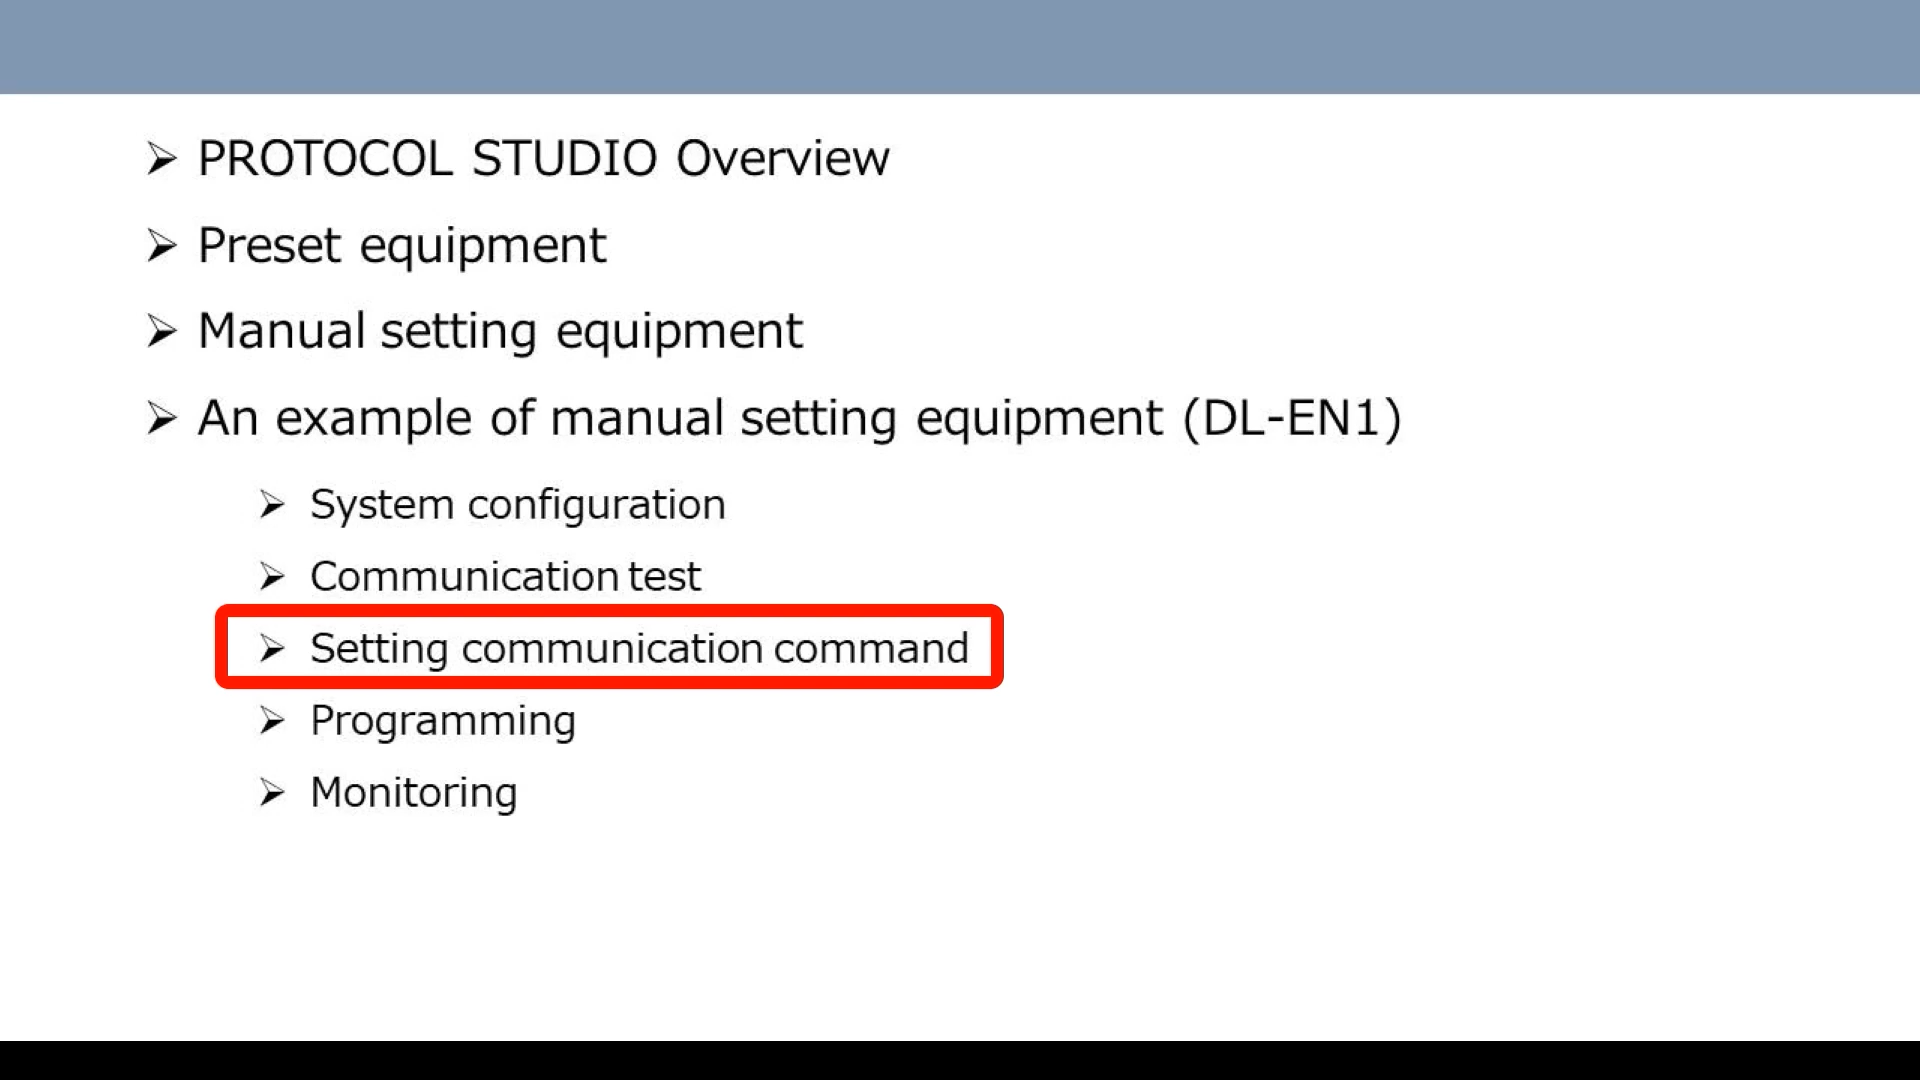 PROTOCOL STUDIO Overview
Preset equipment
Manual setting equipment
An example of manual setting equipment (DL-EN1)
System configuration
Communication test
Setting communication command
Programming
Monitoring